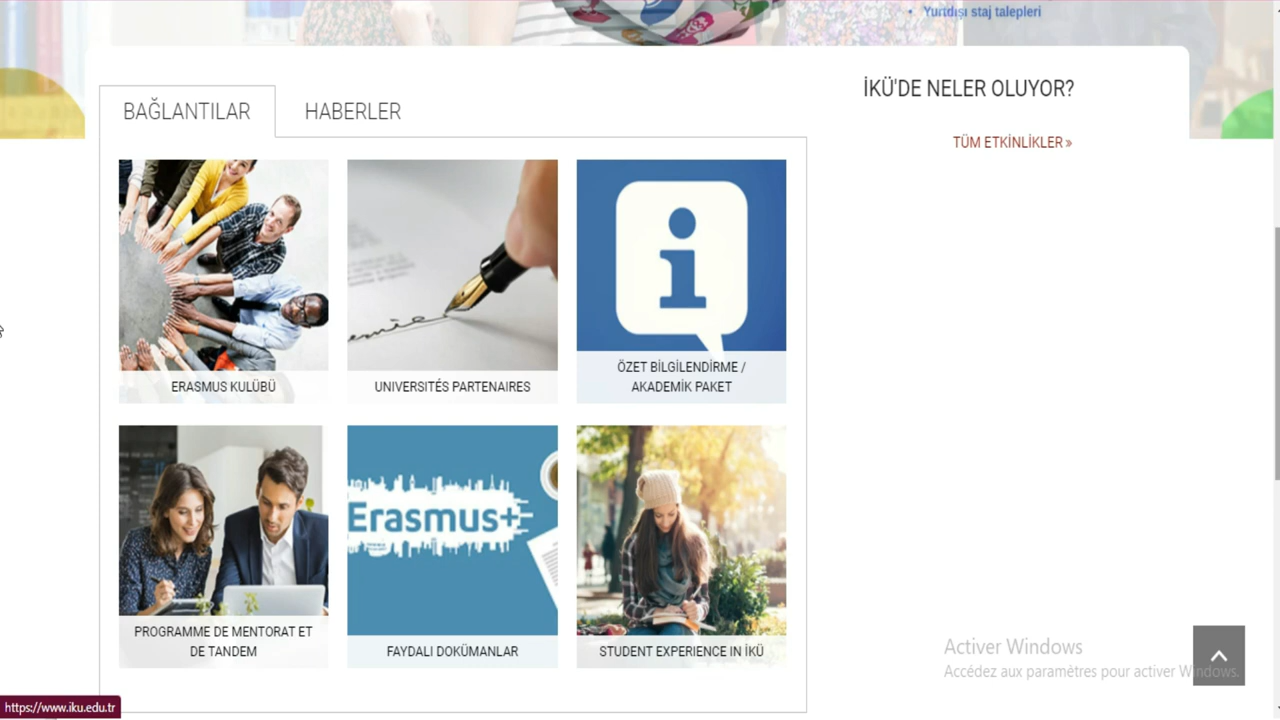 Yurtdışı staj talepleri
BAĞLANTILAR
HABERLER
İKÜ'DE NELER OLUYOR?
TÜM ETKİNLİKLER »
ERASMUS KULÜBÜ
UNIVERSITÉS PARTENAIRES
ÖZET BİLGİLENDİRME /
AKADEMİK PAKET
Erasmus+
PROGRAMME DE MENTORAT ET
DE TANDEM
FAYDALI DOKÜMANLAR
STUDENT EXPERIENCE IN İKÜ
Activer Windows
Accédez aux paramètres pour activer Windows.
https://www.iku.edu.tr